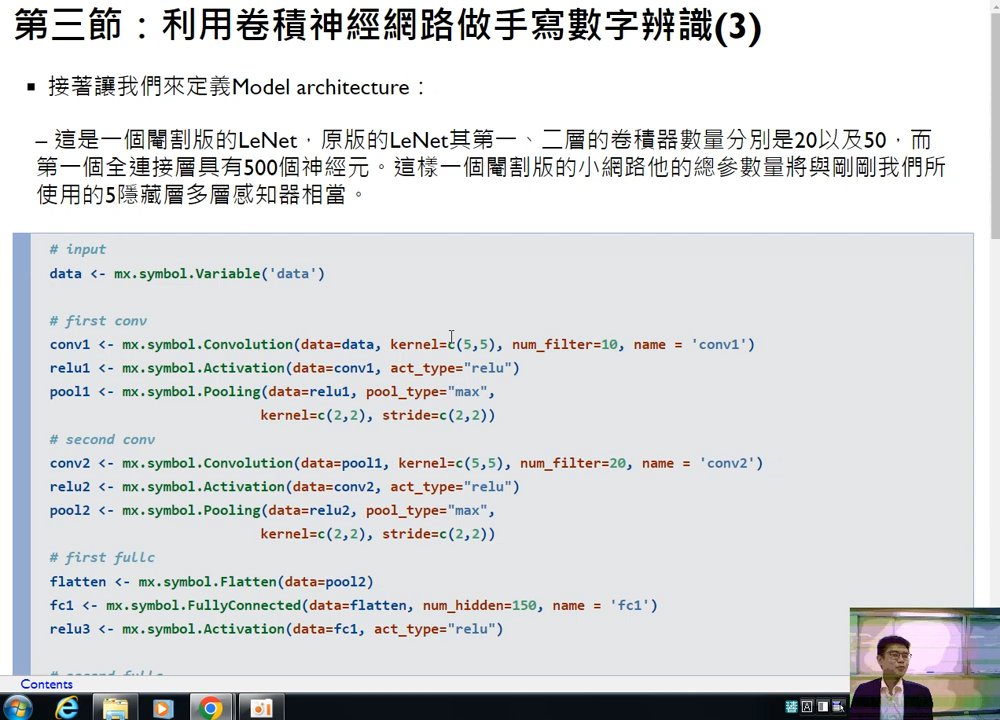 第三節：利用卷積神經網路做手寫數字辨識(3)
▪ 接著讓我們來定義Model architecture：
– 這是一個閹割版的LeNet，原版的LeNet其第一、二層的卷積器數量分別是20以及50，而
第一個全連接層具有500個神經元。這樣一個閹割版的小網路他的總參數量將與剛剛我們所
使用的5隱藏層多層感知器相當。
# input
data <- mx.symbol.Variable('data')
# first conv
conv1 <- mx.symbol.Convolution(data=data, kernel=c(5,5), num_filter=10, name = 'conv1')
relu1 <- mx.symbol.Activation(data=conv1, act_type="relu")
pool1 <- mx.symbol.Pooling(data=relu1, pool_type="max",
kernel=c(2,2), stride=c(2,2))
# second conv
conv2 <- mx.symbol.Convolution(data=pool1, kernel=c(5,5), num_filter=20, name = 'conv2')
relu2 <- mx.symbol.Activation(data=conv2, act_type="relu")
pool2 <- mx.symbol.Pooling(data=relu2, pool_type="max",
kernel=c(2,2), stride=c(2,2))
# first fullc
flatten <- mx.symbol.Flatten(data=pool2)
fc1 <- mx.symbol.FullyConnected(data=flatten, num_hidden=150, name = 'fc1')
relu3 <- mx.symbol.Activation(data=fc1, act_type="relu")
Contents